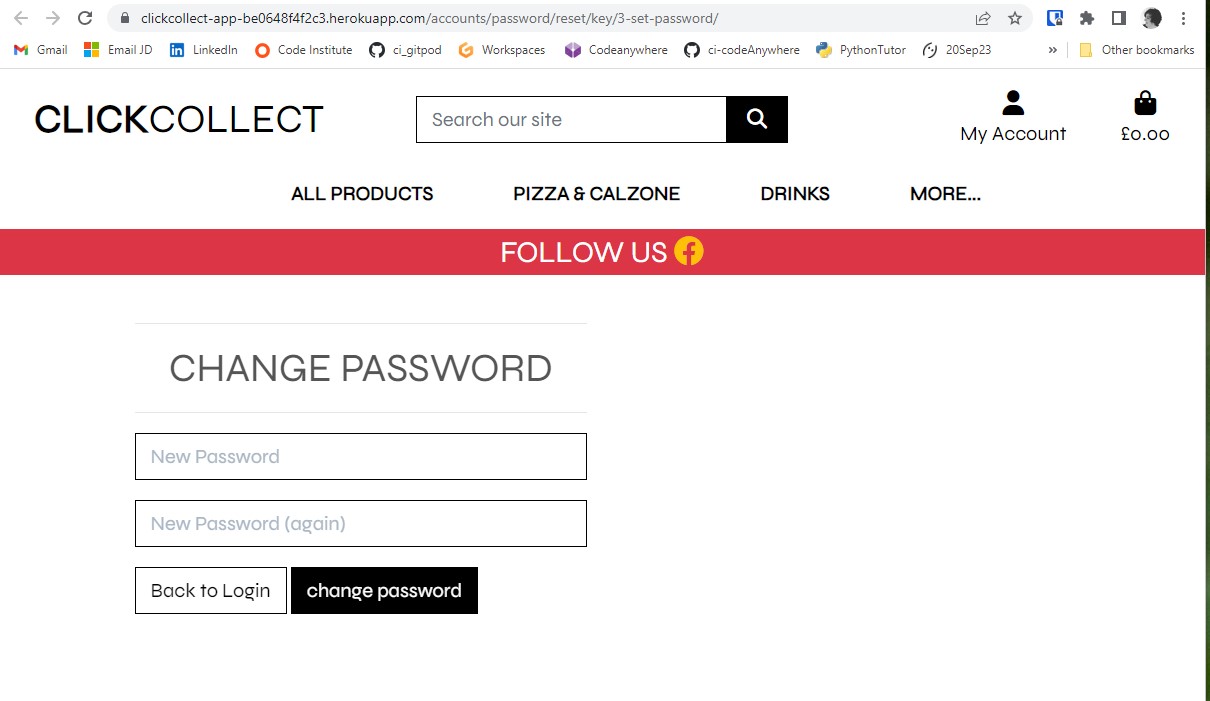 clickcollect-app-be0648f4f2c3.herokuapp.com/accounts/password/reset/key/3-set-password/
Gmail Email JD LinkedIn Code Institute ci_gitpod Workspaces Codeanywhere ci-codeAnywhere PythonTutor 20Sep23 » Other bookmarks
CLICKCOLLECT
Search our site
My Account
£0.00
ALL PRODUCTS PIZZA & CALZONE DRINKS MORE...
FOLLOW US
CHANGE PASSWORD
New Password
New Password (again)
Back to Login change password